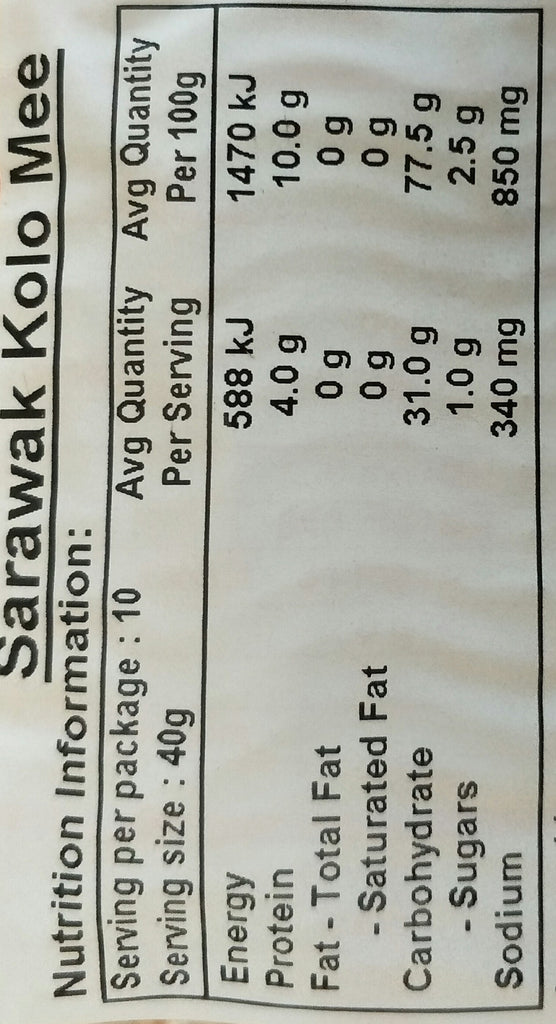 Sarawak Kolo Mee
Nutrition Information:
Serving per package : 10 Avg Quantity Avg Quantity
Serving size : 40g Per Serving Per 100g
Energy 588 kJ 1470 kJ
Protein 4.0 g 10.0 g
Fat - Total Fat 0 g 0 g
- Saturated Fat 0 g 0 g
Carbohydrate 31.0 g 77.5 g
- Sugars 1.0 g 2.5 g
Sodium 340 mg 850 mg